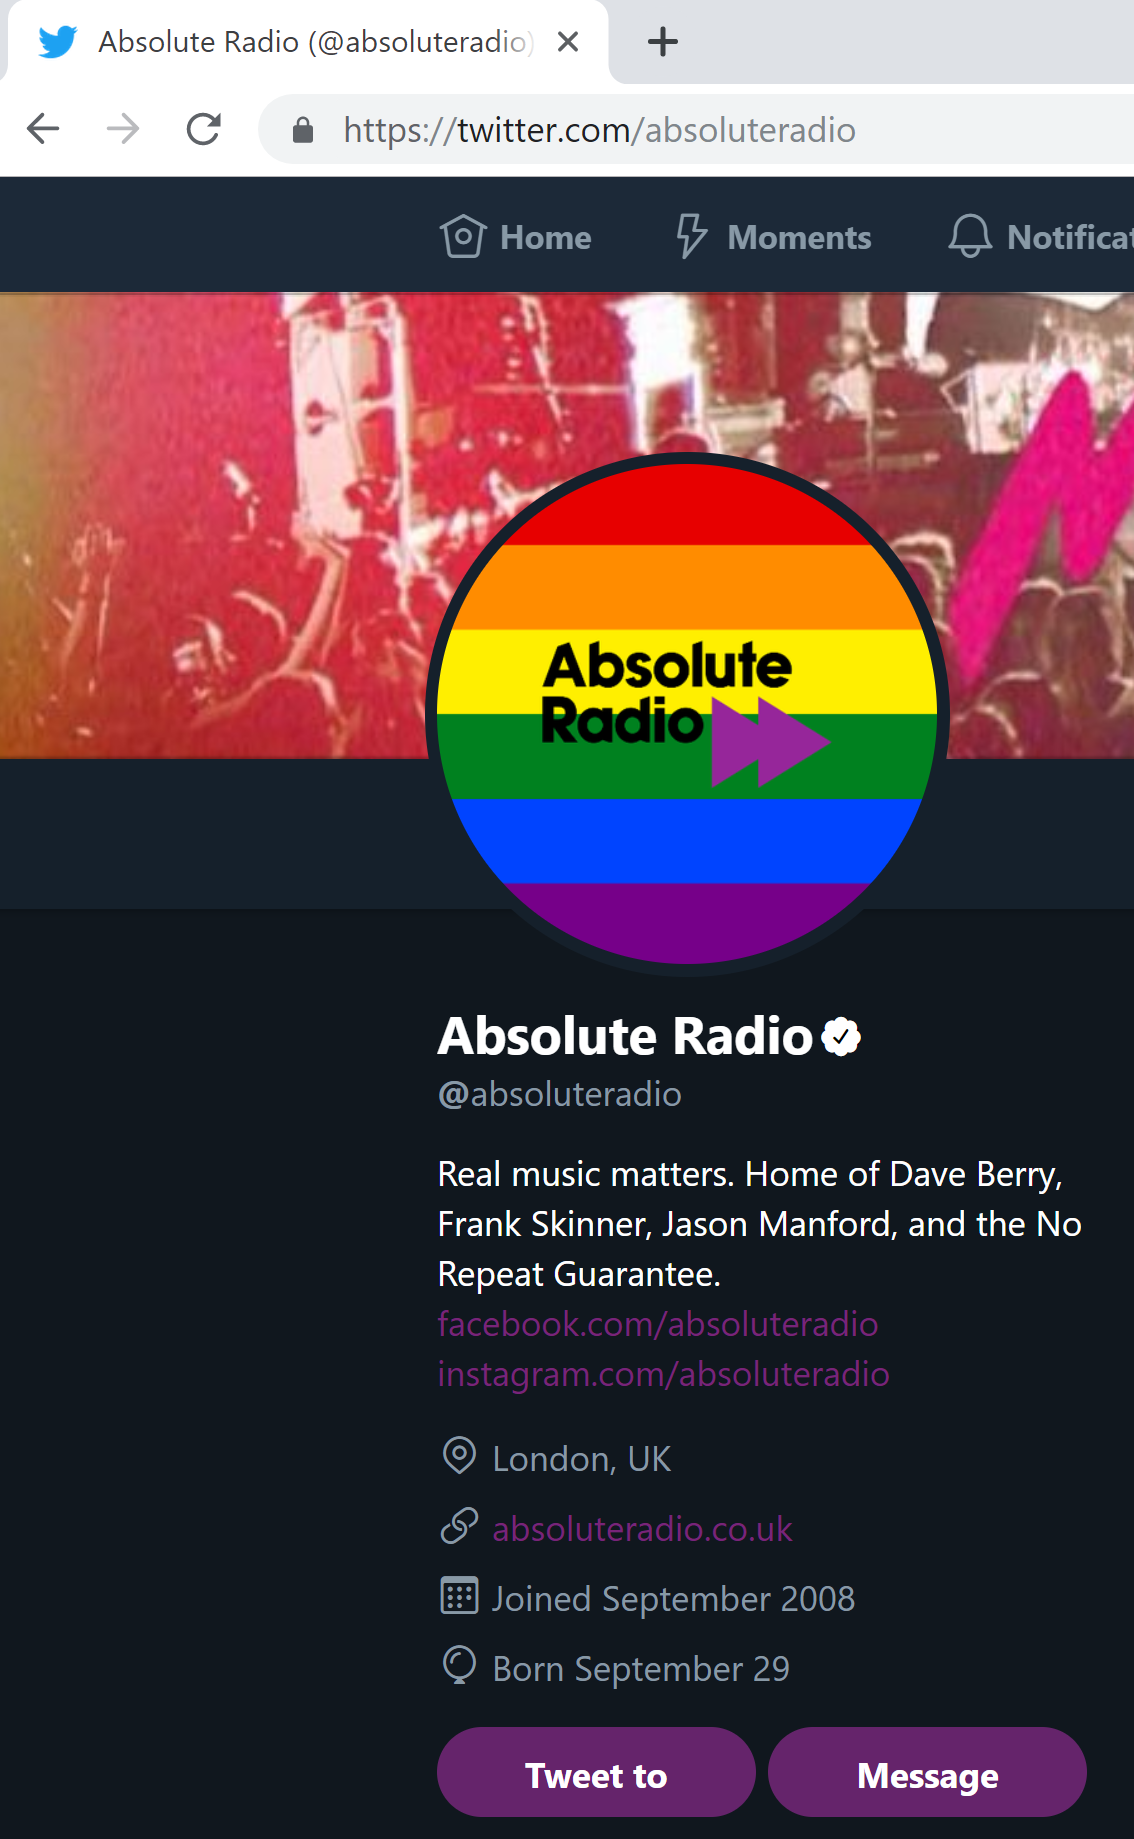 Absolute Radio (@absoluteradio)
https://twitter.com/absoluteradio
Home Moments Notificat
Absolute
Radio
Absolute Radio
@absoluteradio
Real music matters. Home of Dave Berry,
Frank Skinner, Jason Manford, and the No
Repeat Guarantee.
facebook.com/absoluteradio
instagram.com/absoluteradio
London, UK
absoluteradio.co.uk
Joined September 2008
Born September 29
Tweet to Message